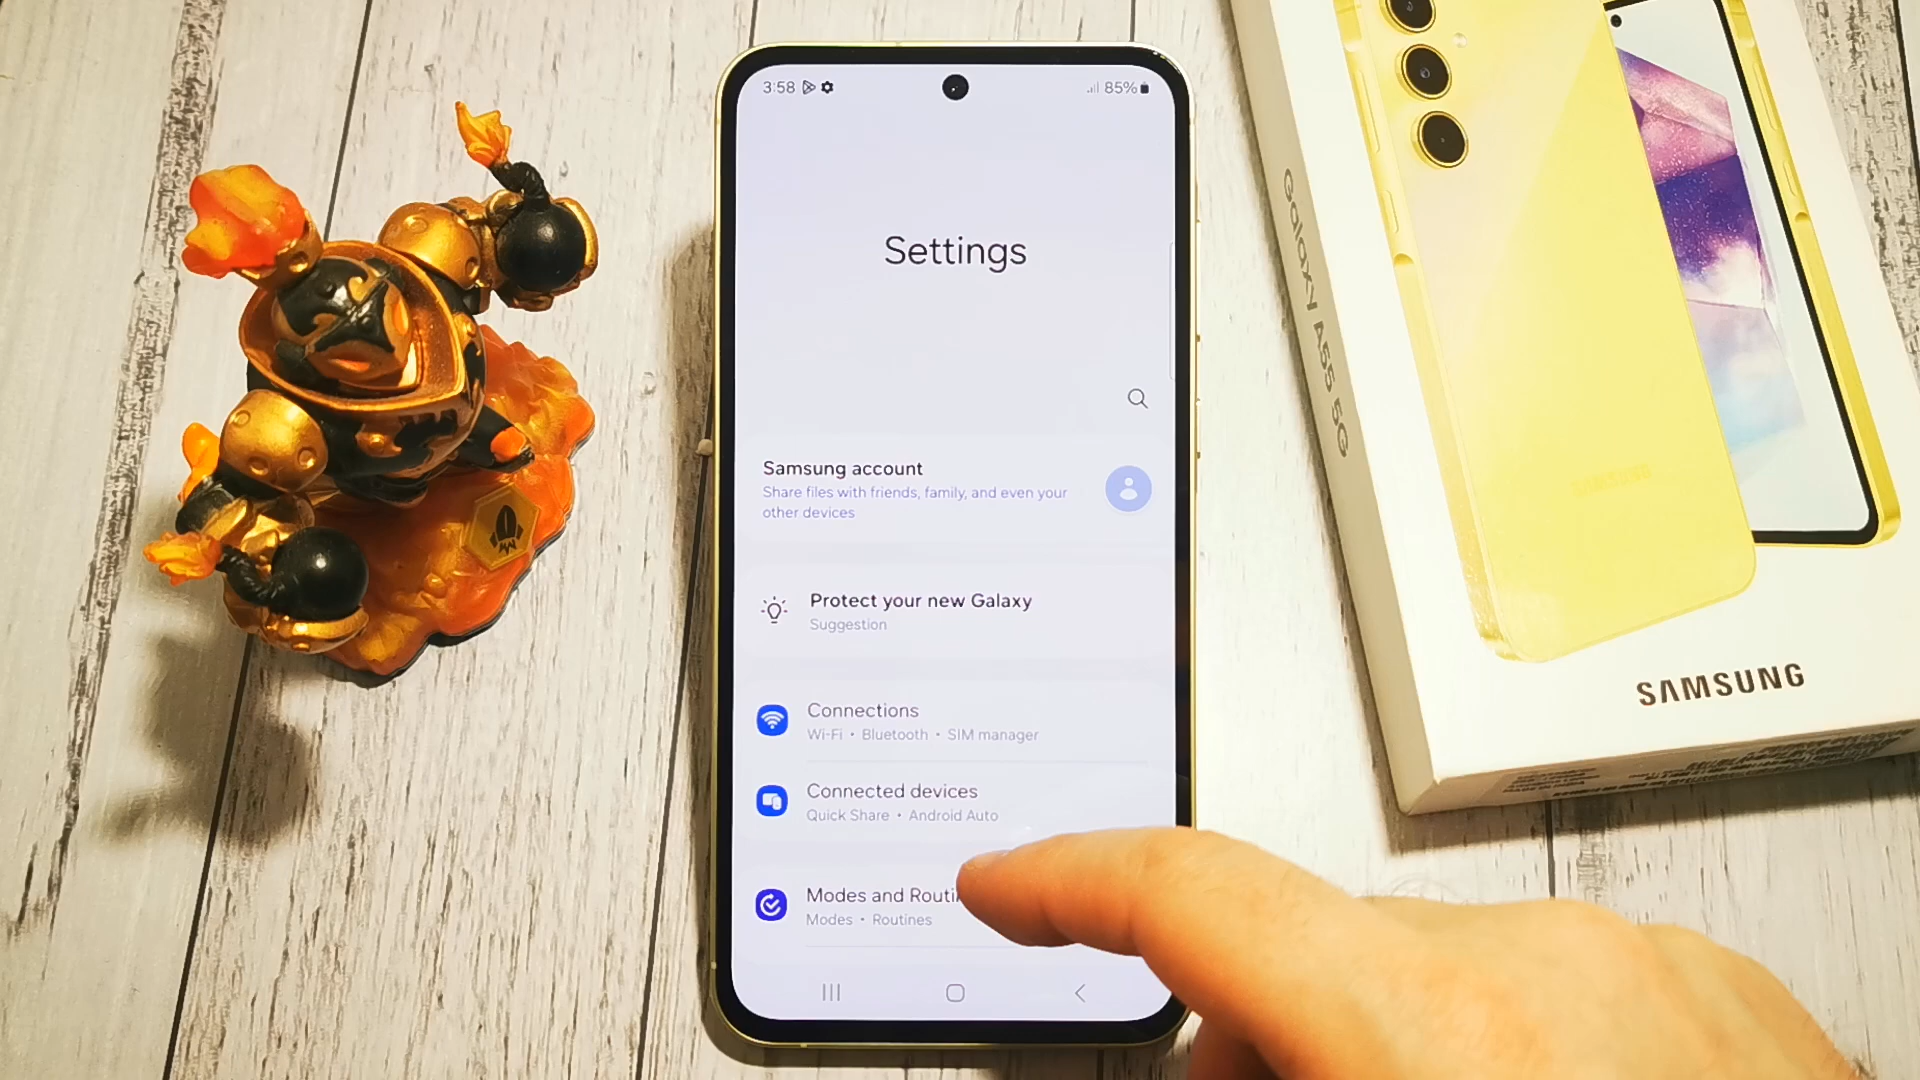 3:58
85%
Settings
Samsung account
Share files with friends, family, and even your
other devices
Protect your new Galaxy
Suggestion
Connections
Wi-Fi • Bluetooth • SIM manager
Connected devices
Quick Share • Android Auto
Modes and Routi
Modes • Routines
Galaxy A55 5G
SAMSUNG
SAMSUNG